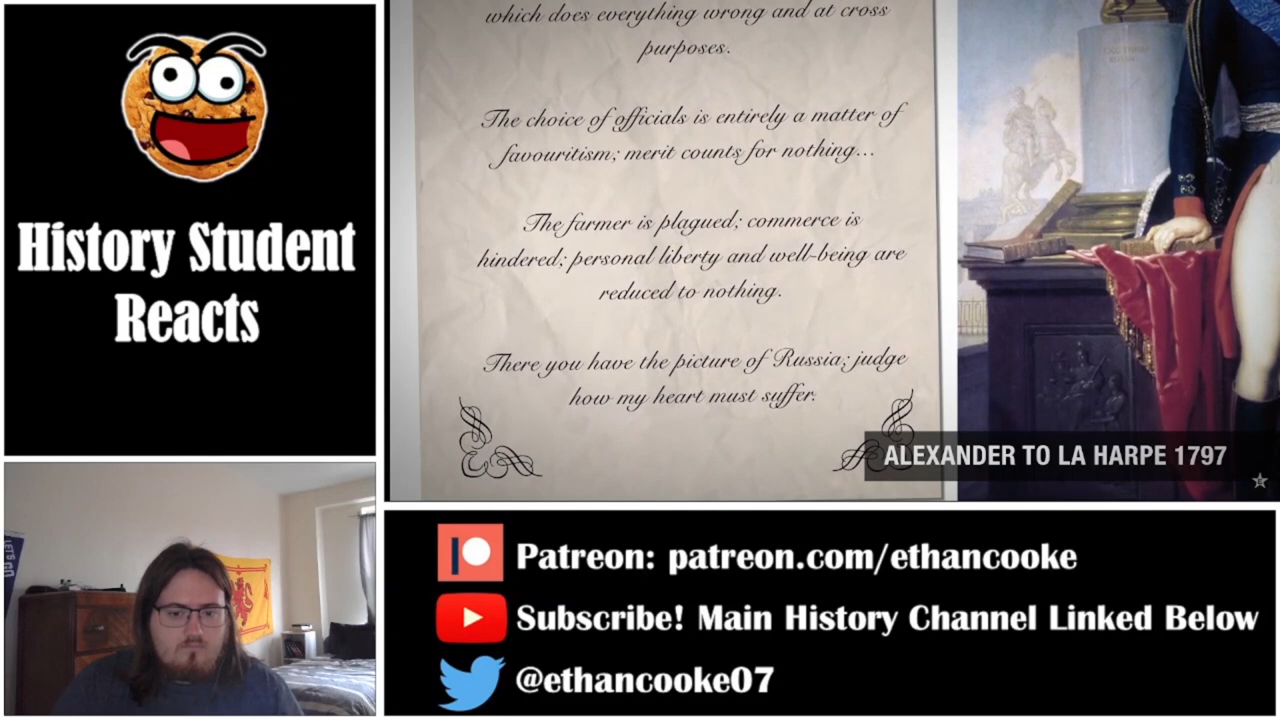 History Student
Reacts
which does everything wrong and at cross
purposes.
The choice of officials is entirely a matter of
favouritism; merit counts for nothing...
The farmer is plagued; commerce is
hindered; personal liberty and well-being are
reduced to nothing.
There you have the picture of Russia; judge
how my heart must suffer.
ALEXANDER TO LA HARPE 1797
Patreon: patreon.com/ethancooke
Subscribe! Main History Channel Linked Below
@ethancooke07